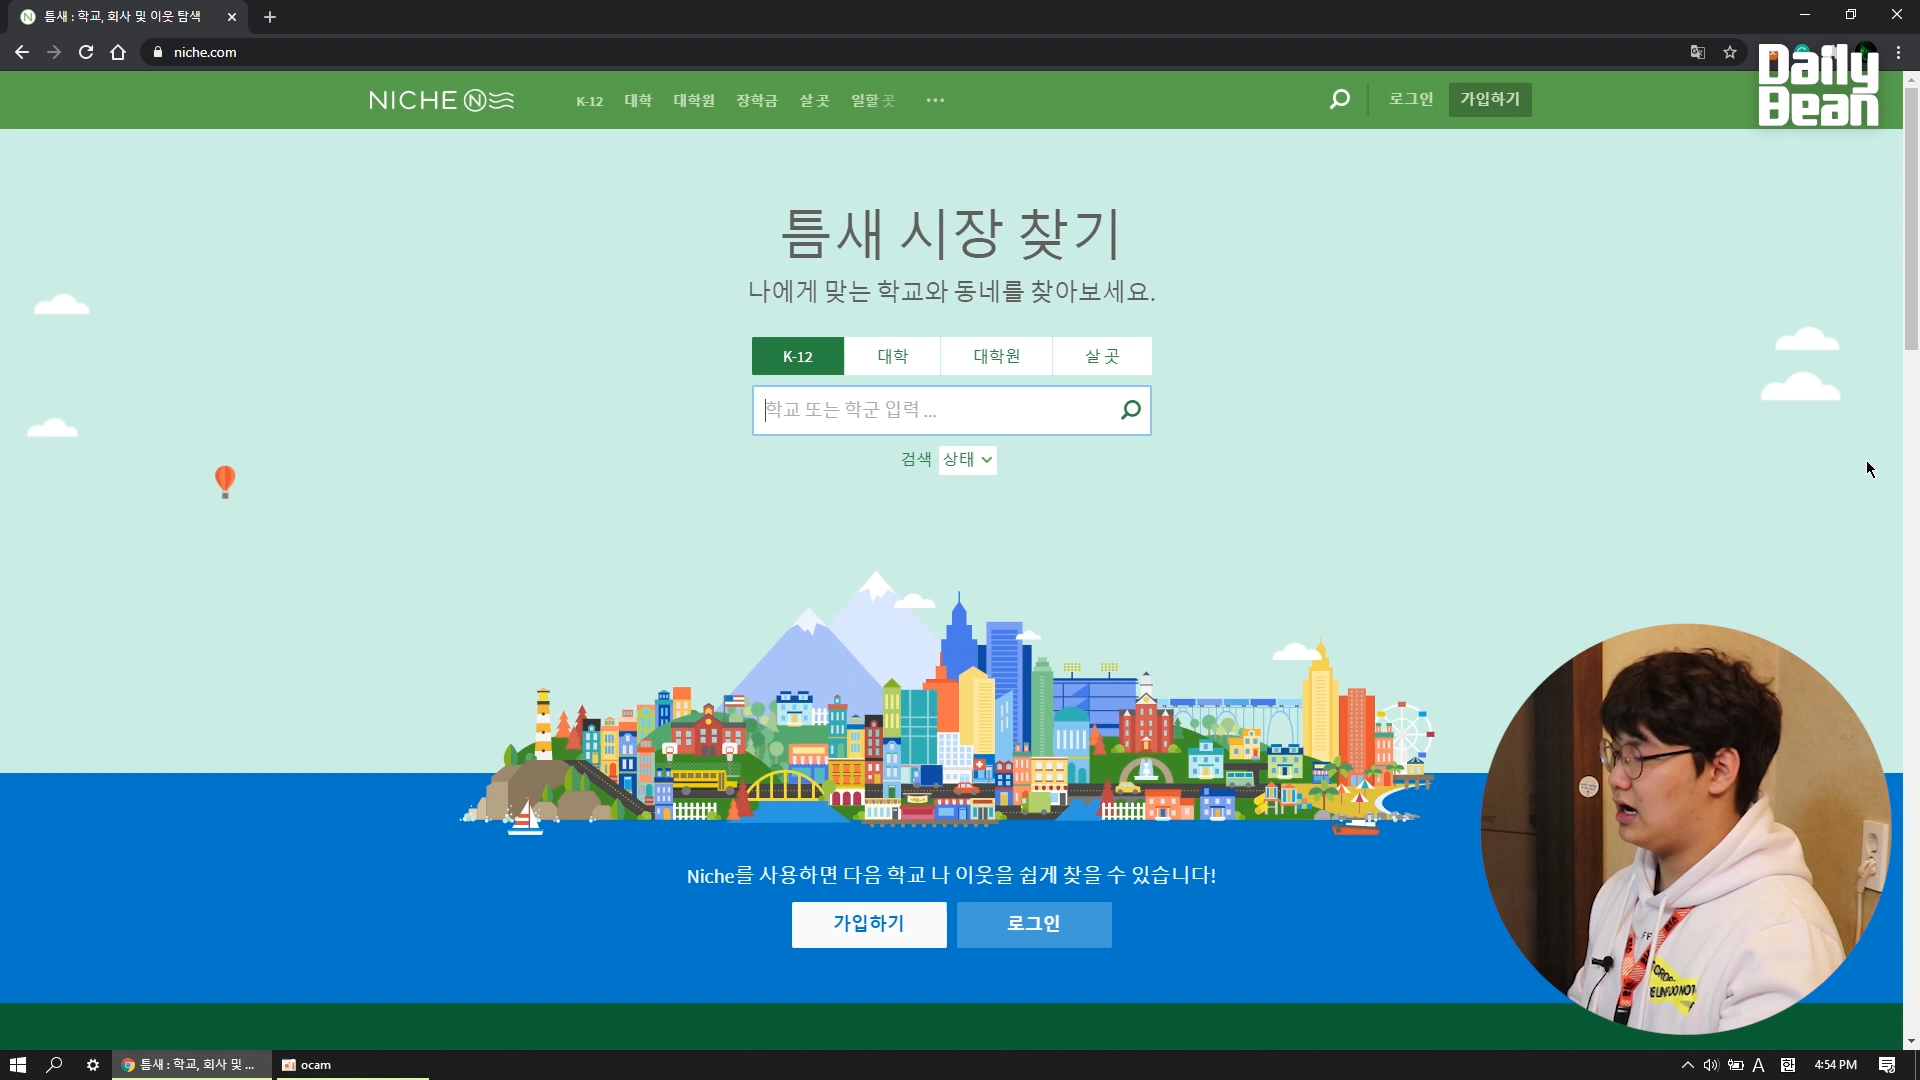 틈새 : 학교, 회사 및 이웃 탐색
niche.com
Daily
Bean
NICHE N
K-12 대학 대학원 장학금 살 곳 일할 곳 ···
로그인 가입하기
틈새 시장 찾기
나에게 맞는 학교와 동네를 찾아보세요.
K-12 대학 대학원 살 곳
학교 또는 학군 입력 ...
검색 상태
Niche를 사용하면 다음 학교 나 이웃을 쉽게 찾을 수 있습니다!
가입하기 로그인
틈새 : 학교, 회사 및 ...
ocam
A 한 4:54 PM